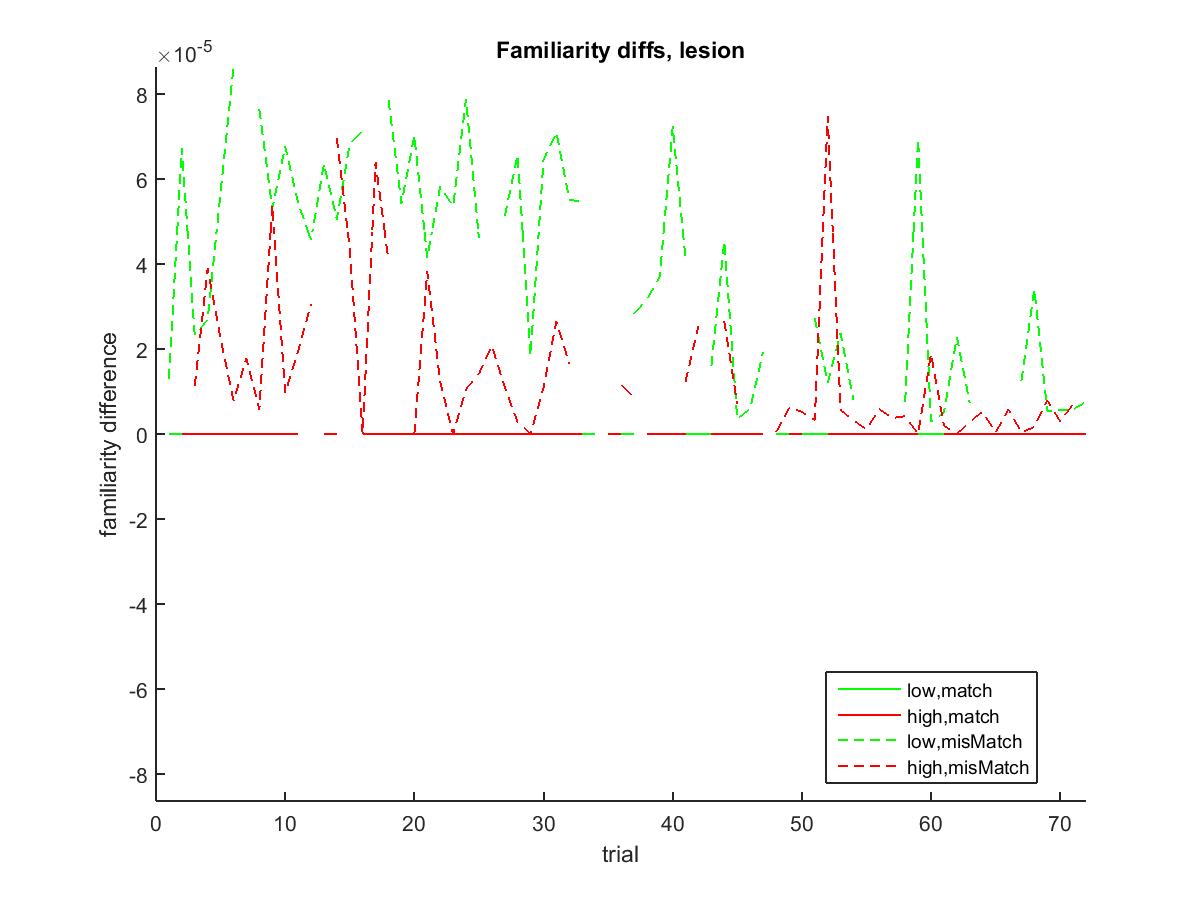 Familiarity diffs, lesion
×10-5
8
6
4
2
0
-2
-4
-6
-8
familiarity difference
0 10 20 30 40 50 60 70
trial
low,match
high,match
low,misMatch
high,misMatch